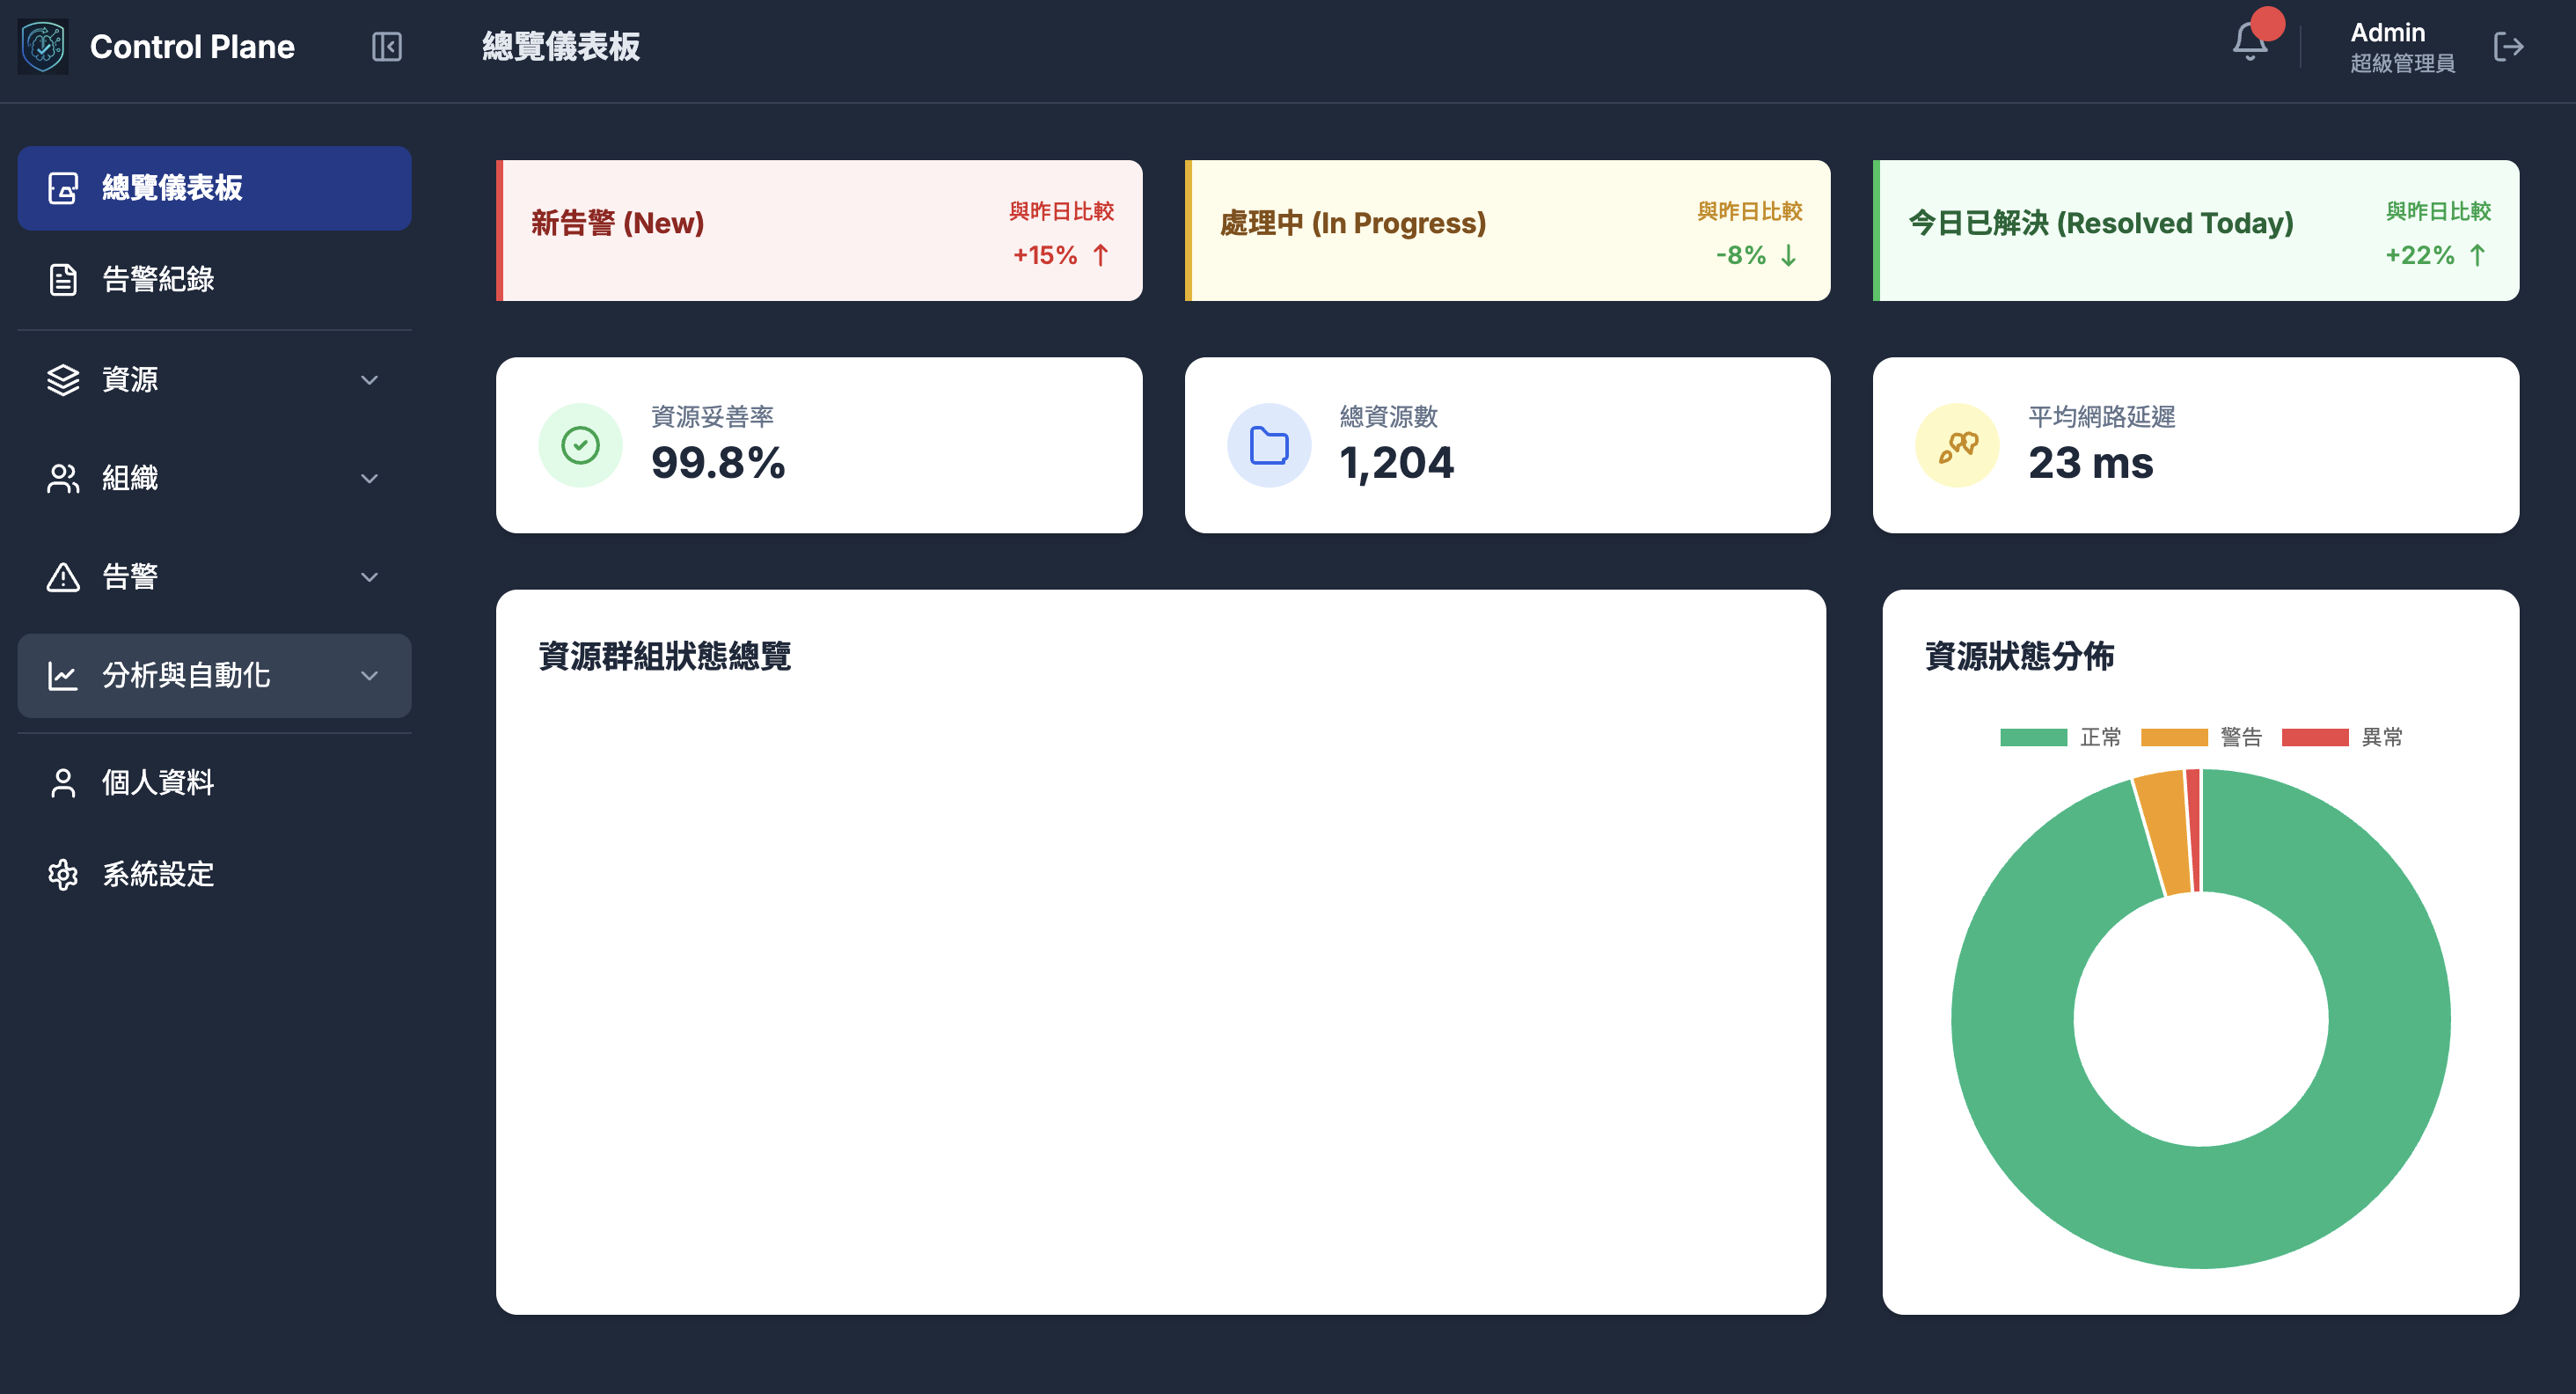 Control Plane
總覽儀表板
Admin
超級管理員
總覽儀表板
告警紀錄
資源
組織
告警
分析與自動化
個人資料
系統設定
新告警 (New)
與昨日比較
+15% ↑
處理中 (In Progress)
與昨日比較
-8% ↓
今日已解決 (Resolved Today)
與昨日比較
+22% ↑
資源妥善率
99.8%
總資源數
1,204
平均網路延遲
23 ms
資源群組狀態總覽
資源狀態分佈
正常 警告 異常